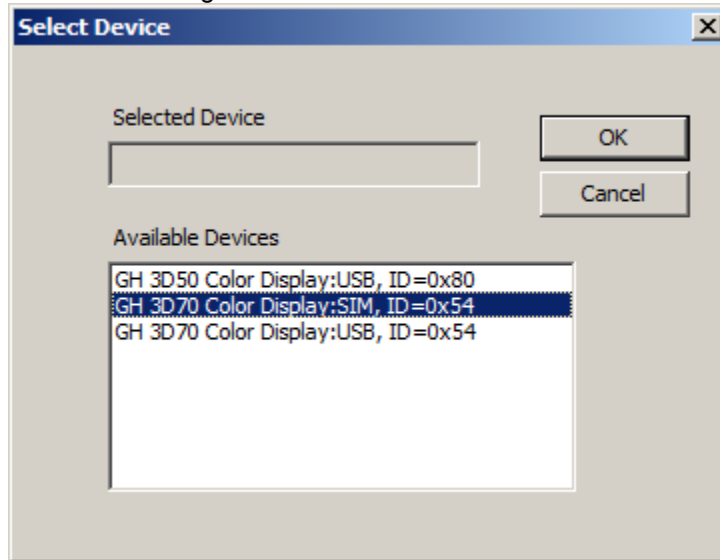 Select Device
Selected Device
OK
Cancel
Available Devices
GH 3D50 Color Display:USB, ID=0x80
GH 3D70 Color Display:SIM, ID=0x54
GH 3D70 Color Display:USB, ID=0x54